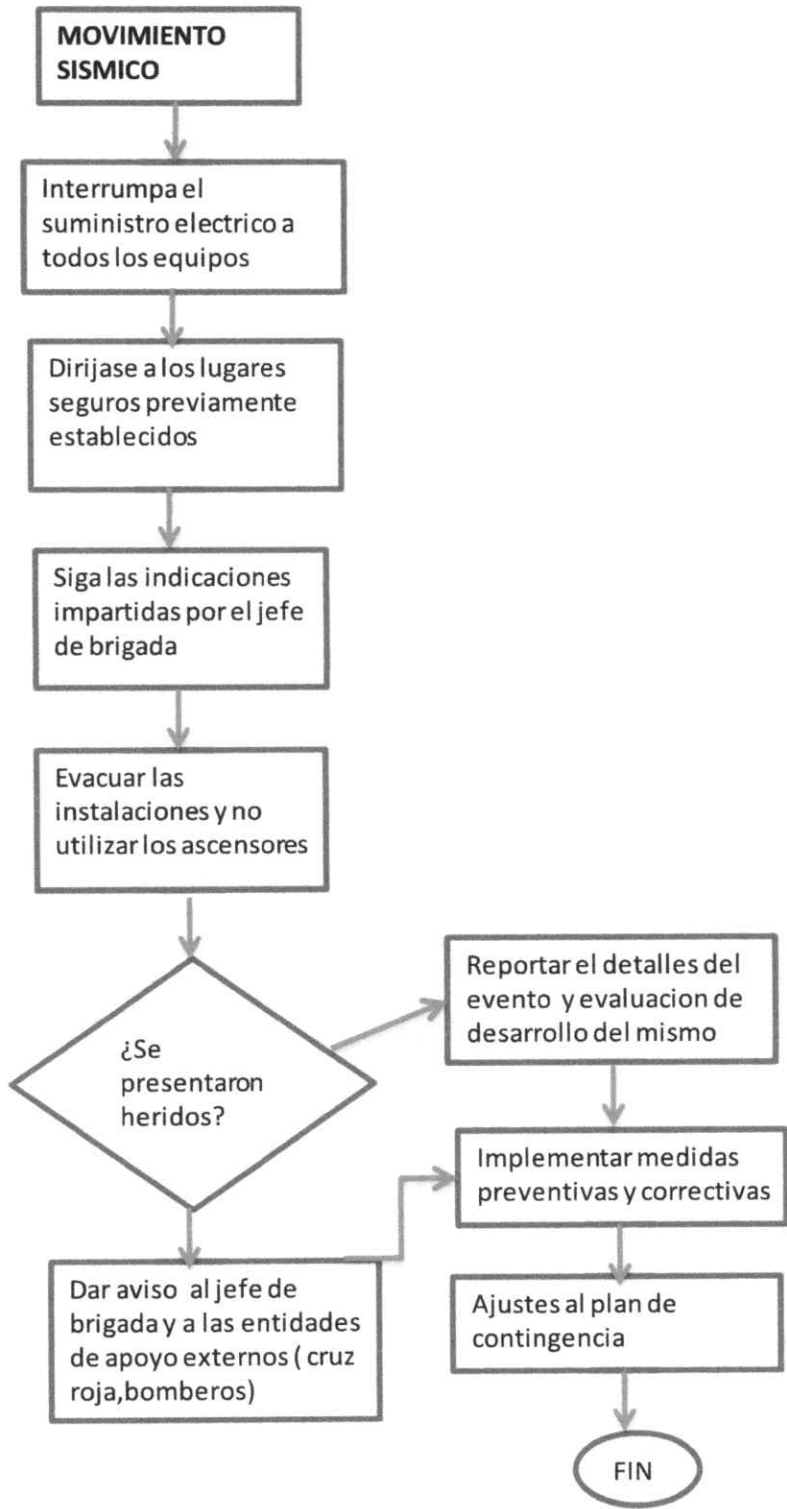 MOVIMIENTO
SISMICO
Interrumpa el
suministro electrico a
todos los equipos
Dirijase a los lugares
seguros previamente
establecidos
Siga las indicaciones
impartidas por el jefe
de brigada
Evacuar las
instalaciones y no
utilizar los ascensores
¿Se
presentaron
heridos?
Reportar el detalles del
evento y evaluacion de
desarrollo del mismo
Dar aviso al jefe de
brigada y a las entidades
de apoyo externos ( cruz
roja,bomberos)
Implementar medidas
preventivas y correctivas
Ajustes al plan de
contingencia
FIN